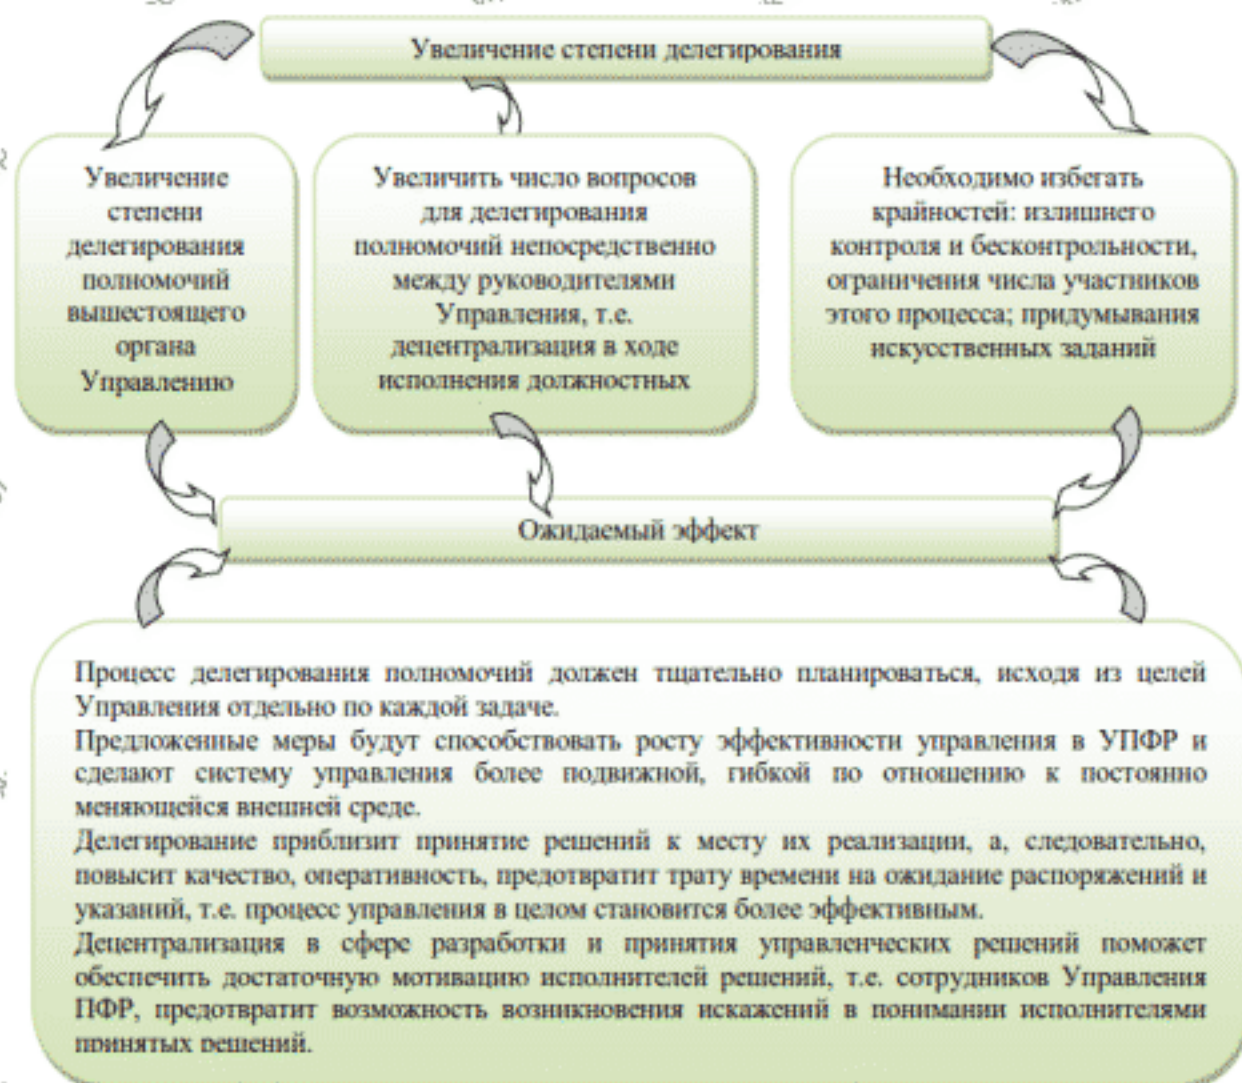 Увеличение степени делегирования
Увеличение
степени
делегирования
полномочий
вышестоящего
органа
Управлению
Увеличить число вопросов
для делегирования
полномочий непосредственно
между руководителями
Управления, т.е.
децентрализация в ходе
исполнения должностных
Необходимо избегать
крайностей: излишнего
контроля и бесконтрольности,
ограничения числа участников
этого процесса; придумывания
искусственных заданий
Ожидаемый эффект
Процесс делегирования полномочий должен тщательно планироваться, исходя из целей
Управления отдельно по каждой задаче.
Предложенные меры будут способствовать росту эффективности управления в УПФР и
сделают систему управления более подвижной, гибкой по отношению к постоянно
меняющейся внешней среде.
Делегирование приблизит принятие решений к месту их реализации, а, следовательно,
повысит качество, оперативность, предотвратит трату времени на ожидание распоряжений и
указаний, т.е. процесс управления в целом становится более эффективным.
Децентрализация в сфере разработки и принятия управленческих решений поможет
обеспечить достаточную мотивацию исполнителей решений, т.е. сотрудников Управления
ПФР, предотвратит возможность возникновения искажений в понимании исполнителями
принятых решений.